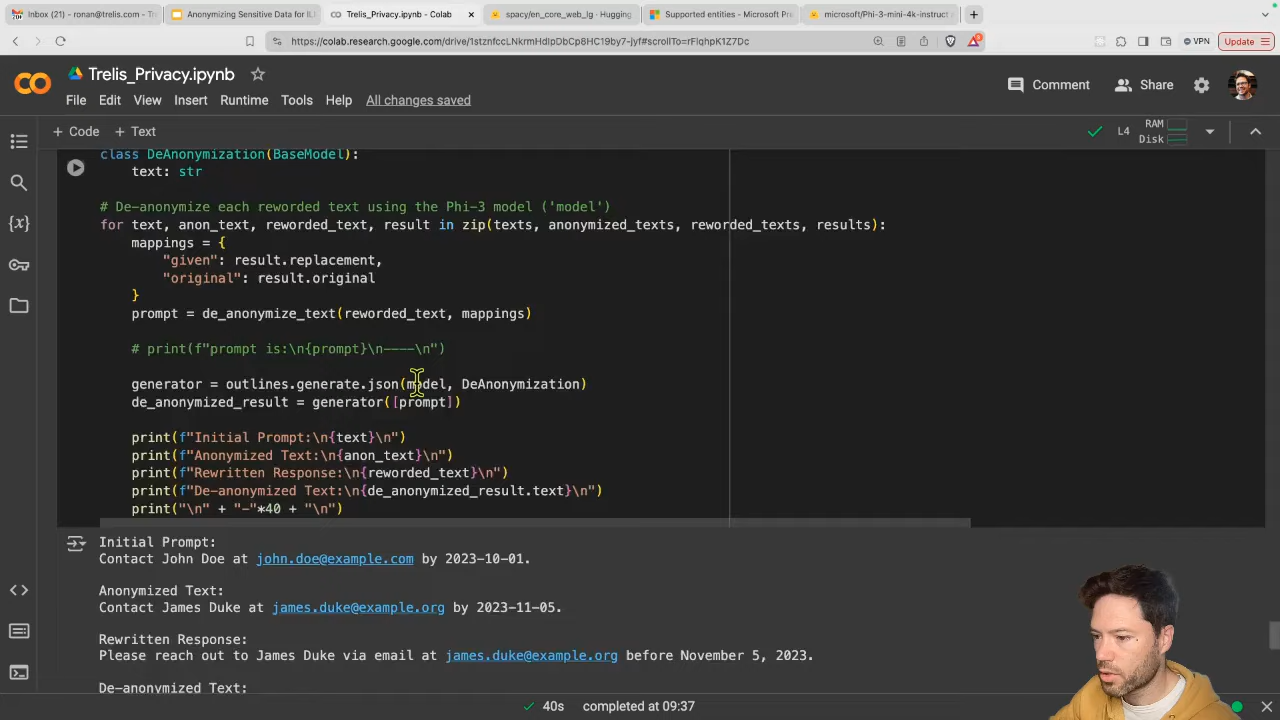 Inbox (21) - ronan@trelis.com - T
Anonymizing Sensitive Data for LL
Trelis_Privacy.ipynb - Colab
spacy/en_core_web_lg · Hugging
Supported entities - Microsoft Pre
microsoft/Phi-3-mini-4k-instruct
https://colab.research.google.com/drive/1stznfccLNkrmHdlpDbCp8HC19by7-jyf#scrollTo=rFlqhpK1Z7Dc
VPN
Update
CO
Trelis_Privacy.ipynb
Comment
Share
File Edit View Insert Runtime Tools Help All changes saved
+ Code + Text
L4
RAM
Disk
class DeAnonymization(BaseModel):
text: str
# De-anonymize each reworded text using the Phi-3 model ('model')
for text, anon_text, reworded_text, result in zip(texts, anonymized_texts, reworded_texts, results):
mappings = {
"given": result.replacement,
"original": result.original
}
prompt = de_anonymize_text(reworded_text, mappings)
# print(f"prompt is:\n{prompt}\n----\n")
generator = outlines.generate.json(model, DeAnonymization)
de_anonymized_result = generator([prompt])
print(f"Initial Prompt:\n{text}\n")
print(f"Anonymized Text:\n{anon_text}\n")
print(f"Rewritten Response:\n{reworded_text}\n")
print(f"De-anonymized Text:\n{de_anonymized_result.text}\n")
print("\n" + "-"*40 + "\n")
Initial Prompt:
Contact John Doe at john.doe@example.com by 2023-10-01.
Anonymized Text:
Contact James Duke at james.duke@example.org by 2023-11-05.
Rewritten Response:
Please reach out to James Duke via email at james.duke@example.org before November 5, 2023.
De-anonymized Text:
40s completed at 09:37